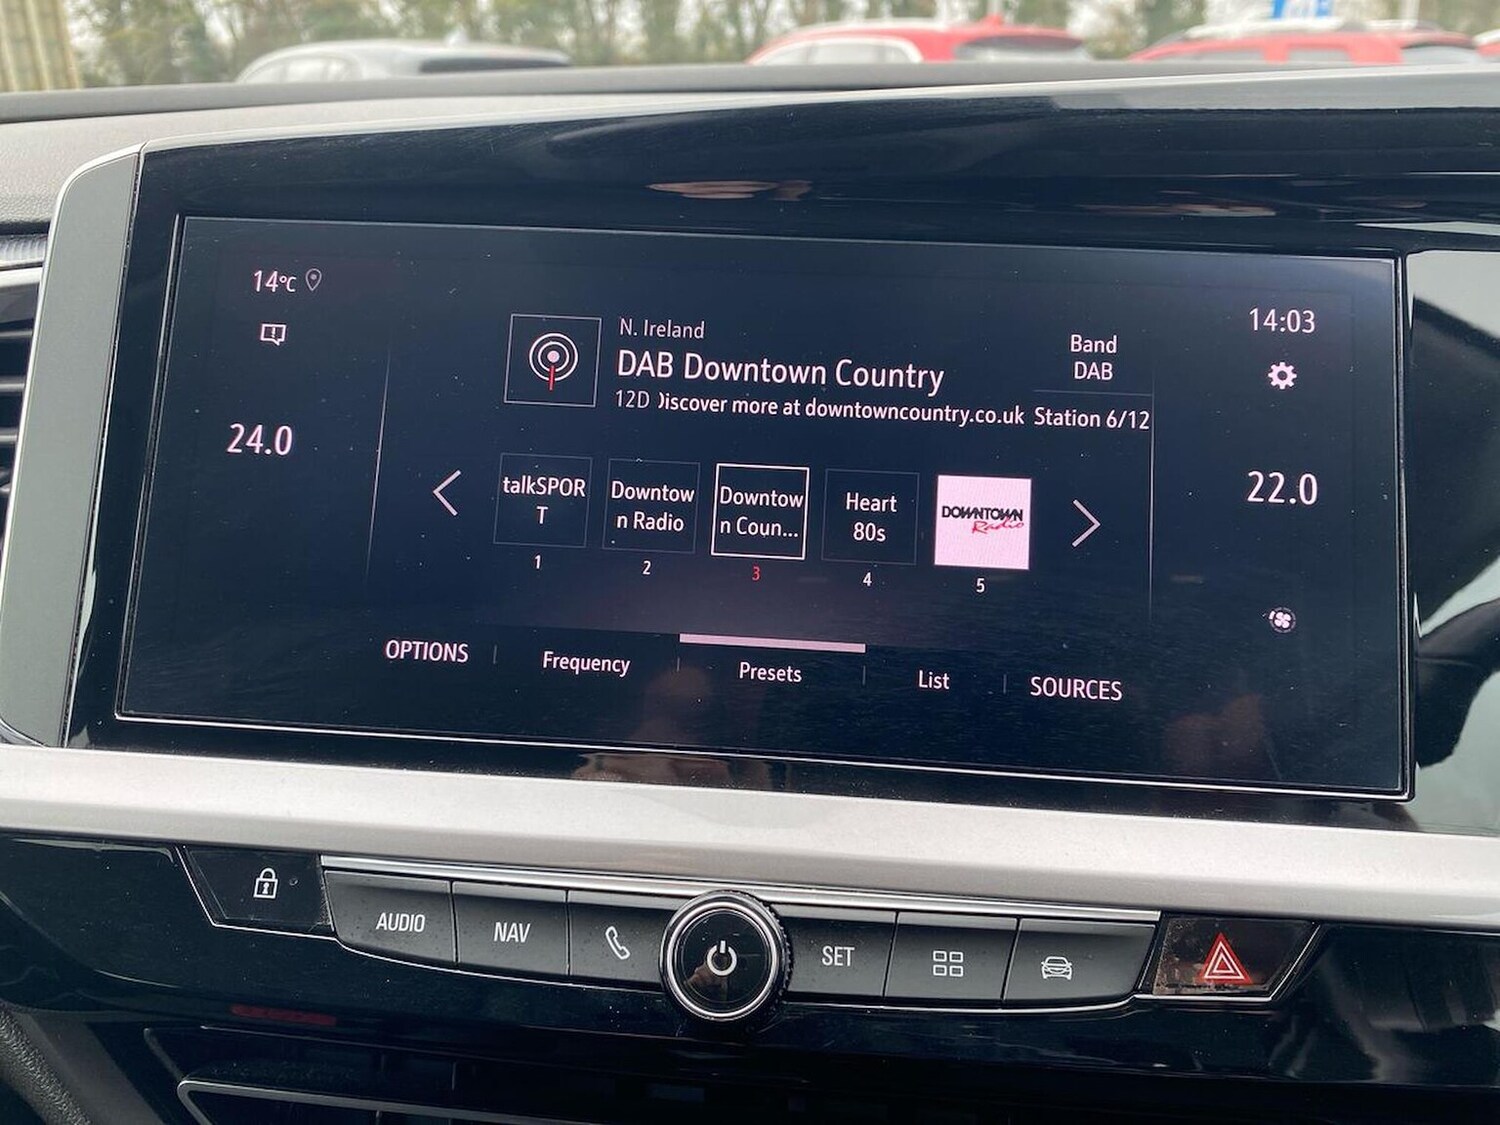 14°C
14:03
N. Ireland
DAB Downtown Country
12D Discover more at downtowncountry.co.uk Station 6/12
Band
DAB
24.0
22.0
talkSPOR
T
1
Downtow
n Radio
2
Downtow
n Coun...
3
Heart
80s
4
DOWNTOWN
Radio
5
OPTIONS
Frequency
Presets
List
SOURCES
AUDIO
NAV
SET